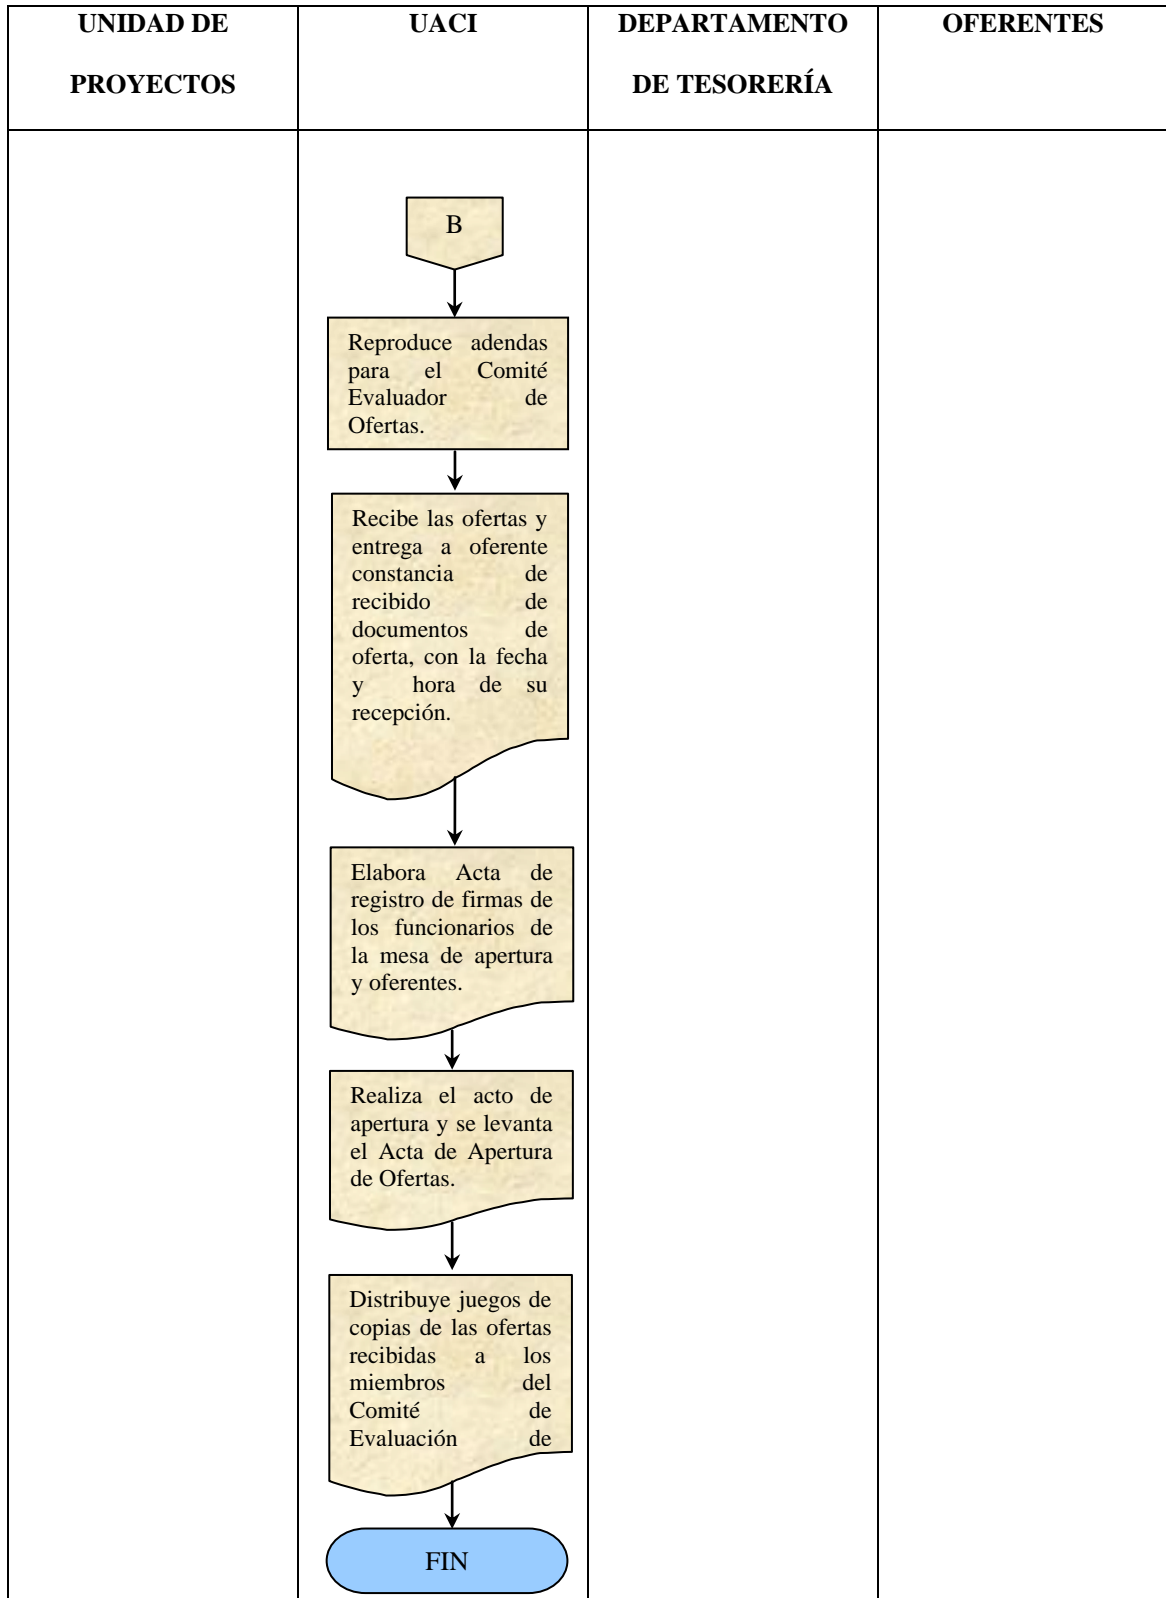 UNIDAD DE
PROYECTOS
UACI
DEPARTAMENTO
DE TESORERÍA
OFERENTES
B
Reproduce adendas
para el Comité
Evaluador de
Ofertas.
Recibe las ofertas y
entrega a oferente
constancia de
recibido de
documentos de
oferta, con la fecha
y hora de su
recepción.
Elabora Acta de
registro de firmas de
los funcionarios de
la mesa de apertura
y oferentes.
Realiza el acto de
apertura y se levanta
el Acta de Apertura
de Ofertas.
Distribuye juegos de
copias de las ofertas
recibidas a los
miembros del
Comité de
Evaluación de
FIN